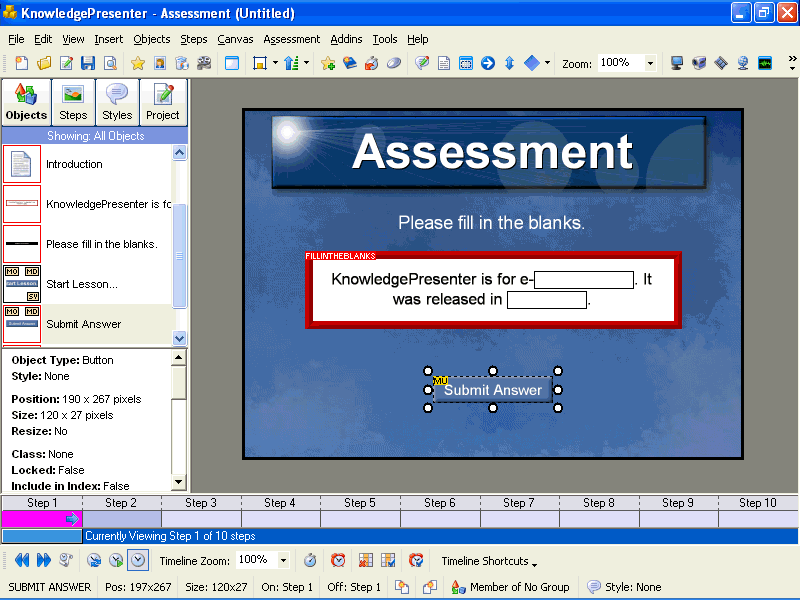 KnowledgePresenter - Assessment (Untitled)
File Edit View Insert Objects Steps Canvas Assessment Addins Tools Help
Zoom: 100%
Objects Steps Styles Project
Showing: All Objects
Introduction
KnowledgePresenter is fo
Please fill in the blanks.
MO MD
Start Lesson...
MO MD
Submit Answer
Object Type: Button
Style: None
Position: 190 x 267 pixels
Size: 120 x 27 pixels
Resize: No
Class: None
Locked: False
Include in Index: False
Assessment
Please fill in the blanks.
FILLINTHEBLANKS
KnowledgePresenter is for e- . It
was released in .
MU
Submit Answer
Step 1 Step 2 Step 3 Step 4 Step 5 Step 6 Step 7 Step 8 Step 9 Step 10
Currently Viewing Step 1 of 10 steps
Timeline Zoom: 100% Timeline Shortcuts
SUBMIT ANSWER Pos: 197x267 Size: 120x27 On: Step 1 Off: Step 1 Member of No Group Style: None